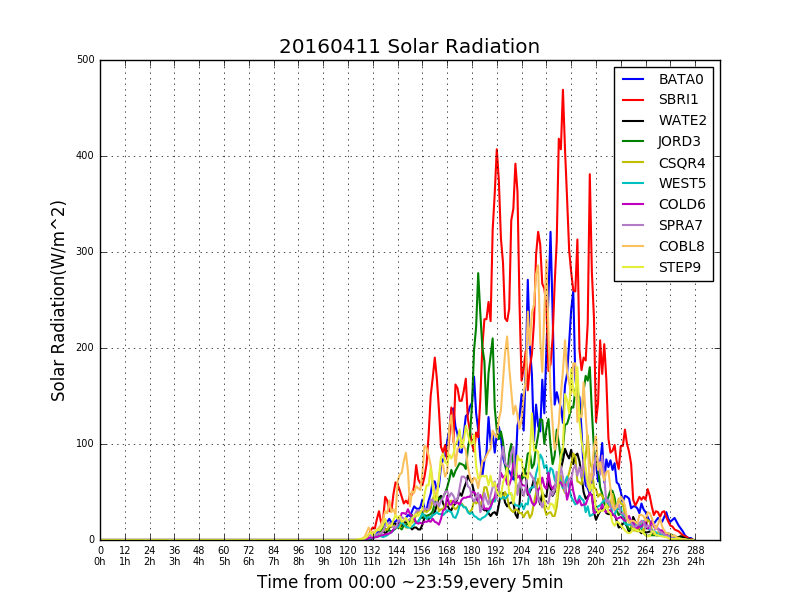 20160411 Solar Radiation
500
400
300
200
100
0
Solar Radiation(W/m^2)
BATA0
SBRI1
WATE2
JORD3
CSQR4
WEST5
COLD6
SPRA7
COBL8
STEP9
0 12 24 36 48 60 72 84 96 108 120 132 144 156 168 180 192 204 216 228 240 252 264 276 288
0h 1h 2h 3h 4h 5h 6h 7h 8h 9h 10h 11h 12h 13h 14h 15h 16h 17h 18h 19h 20h 21h 22h 23h 24h
Time from 00:00 ~23:59,every 5min